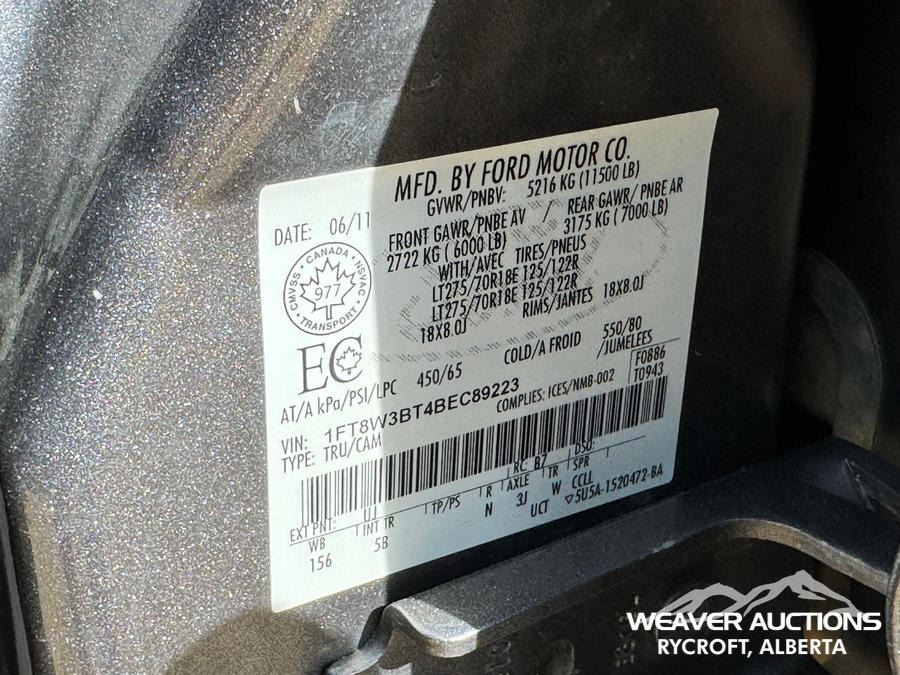 MFD. BY FORD MOTOR CO.
GVWR/PNBV: 5216 KG (11500 LB)
DATE: 06/11
FRONT GAWR/PNBE AV / REAR GAWR/ PNBE AR
2722 KG ( 6000 LB) 3175 KG ( 7000 LB)
WITH/AVEC TIRES/PNEUS
LT275/70R18E 125/122R
LT275/70R18E 125/122R
18X8.0J RIMS/JANTES 18X8.0J
CMVSS · CANADA · NSVAC · TRANSPORT
977
EC
AT/A kPa/PSI/LPC 450/65 COLD/A FROID 550/80 /JUMELEES
VIN: 1FT8W3BT4BEC89223 COMPLIES: ICES/NMB-002 F0886
TYPE: TRU/CAM T0943
EXT PNT: UJ RC: B7 DSO:
WB INT TR TP/PS R AXLE TR SPR
156 5B N 3J W CCLL
UCT ▽5U5A-1520472-BA
WEAVER AUCTIONS
RYCROFT, ALBERTA